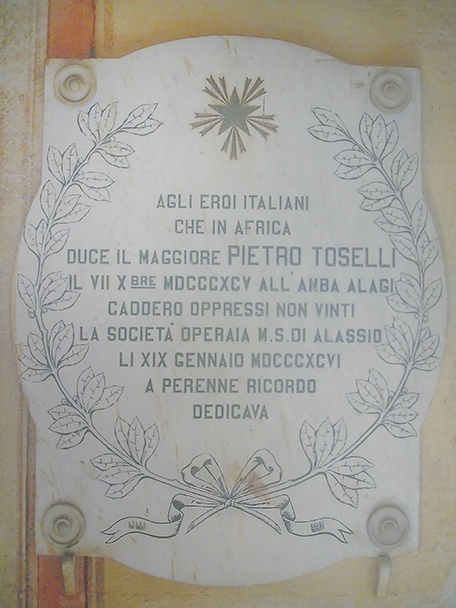 AGLI EROI ITALIANI
CHE IN AFRICA
DUCE IL MAGGIORE PIETRO TOSELLI
IL VII XBRE MDCCCXCV ALL'AMBA ALAGI
CADDERO OPPRESSI NON VINTI
LA SOCIETÀ OPERAIA M.S. DI ALASSIO
LI XIX GENNAIO MDCCCXCVI
A PERENNE RICORDO
DEDICAVA